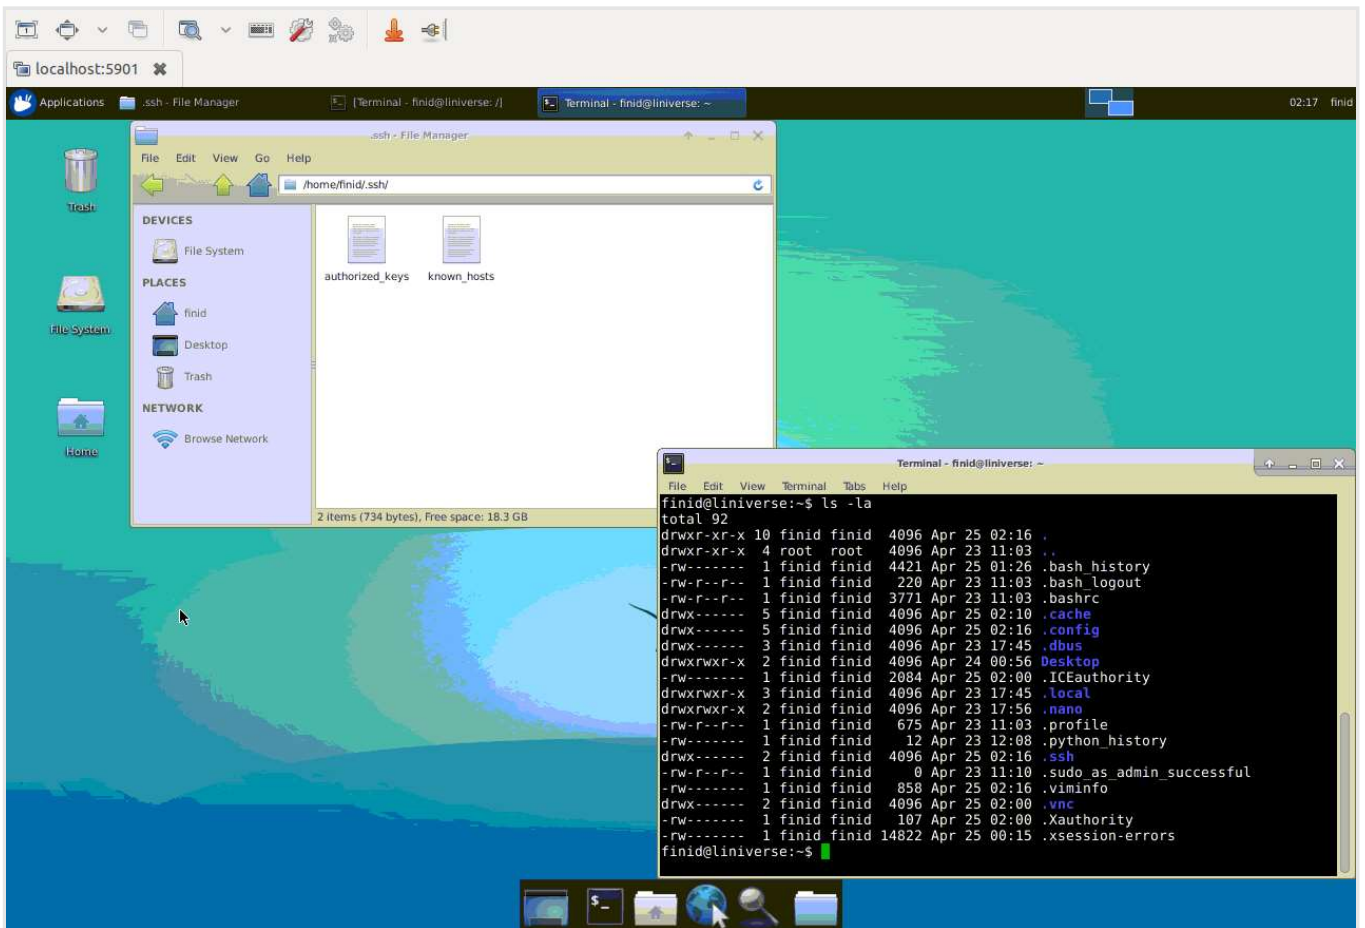 localhost:5901
Applications .ssh - File Manager [Terminal - finid@liniverse: /] Terminal - finid@liniverse: ~ 02:17 finid
.ssh - File Manager
File Edit View Go Help
/home/finid/.ssh/
Trash
File System
Home
DEVICES
File System
PLACES
finid
Desktop
Trash
NETWORK
Browse Network
authorized_keys known_hosts
2 items (734 bytes), Free space: 18.3 GB
Terminal - finid@liniverse: ~
File Edit View Terminal Tabs Help
finid@liniverse:~$ ls -la
total 92
drwxr-xr-x 10 finid finid 4096 Apr 25 02:16 .
drwxr-xr-x 4 root root 4096 Apr 23 11:03 ..
-rw------- 1 finid finid 4421 Apr 25 01:26 .bash_history
-rw-r--r-- 1 finid finid 220 Apr 23 11:03 .bash_logout
-rw-r--r-- 1 finid finid 3771 Apr 23 11:03 .bashrc
drwx------ 5 finid finid 4096 Apr 25 02:10 .cache
drwx------ 5 finid finid 4096 Apr 25 02:16 .config
drwx------ 3 finid finid 4096 Apr 23 17:45 .dbus
drwxrwxr-x 2 finid finid 4096 Apr 24 00:56 Desktop
-rw------- 1 finid finid 2084 Apr 25 02:00 .ICEauthority
drwxrwxr-x 3 finid finid 4096 Apr 23 17:45 .local
drwxrwxr-x 2 finid finid 4096 Apr 23 17:56 .nano
-rw-r--r-- 1 finid finid 675 Apr 23 11:03 .profile
-rw------- 1 finid finid 12 Apr 23 12:08 .python_history
drwx------ 2 finid finid 4096 Apr 25 02:16 .ssh
-rw-r--r-- 1 finid finid 0 Apr 23 11:10 .sudo_as_admin_successful
-rw------- 1 finid finid 858 Apr 25 02:16 .viminfo
drwx------ 2 finid finid 4096 Apr 25 02:00 .vnc
-rw------- 1 finid finid 107 Apr 25 02:00 .Xauthority
-rw------- 1 finid finid 14822 Apr 25 00:15 .xsession-errors
finid@liniverse:~$